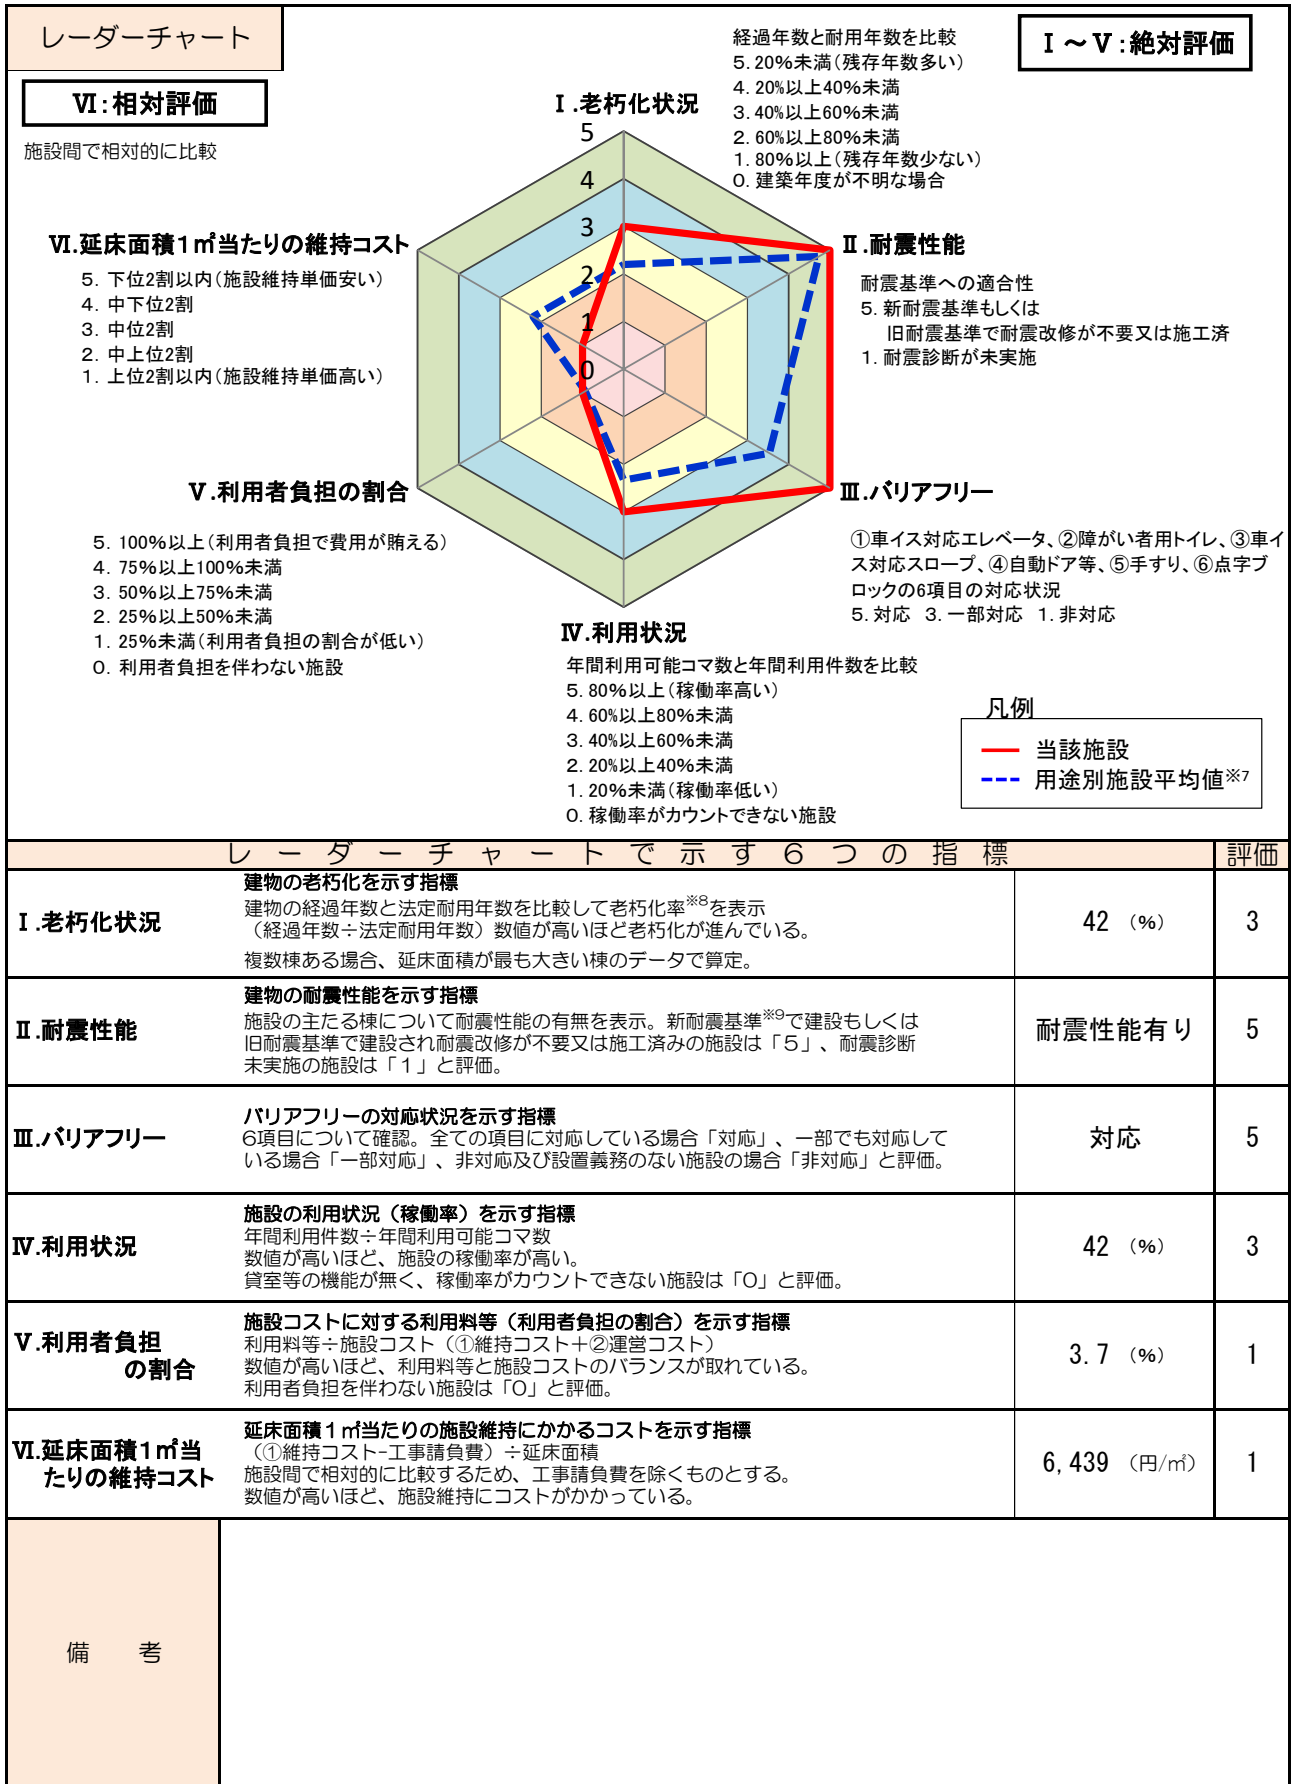 レーダーチャート
Ⅰ～Ⅴ：絶対評価
Ⅵ：相対評価
施設間で相対的に比較
経過年数と耐用年数を比較
5．20％未満（残存年数多い）
4．20％以上40％未満
3．40％以上60％未満
2．60％以上80％未満
1．80％以上（残存年数少ない）
0．建築年度が不明な場合
Ⅰ.老朽化状況
5
4
3
2
1
0
Ⅱ.耐震性能
耐震基準への適合性
5．新耐震基準もしくは
旧耐震基準で耐震改修が不要又は施工済
1．耐震診断が未実施
Ⅵ.延床面積1㎡当たりの維持コスト
5．下位2割以内（施設維持単価安い）
4．中下位2割
3．中位2割
2．中上位2割
1．上位2割以内（施設維持単価高い）
Ⅲ.バリアフリー
①車イス対応エレベータ、②障がい者用トイレ、③車イ
ス対応スロープ、④自動ドア等、⑤手すり、⑥点字ブ
ロックの6項目の対応状況
5．対応 3．一部対応 1．非対応
Ⅴ.利用者負担の割合
5．100％以上（利用者負担で費用が賄える）
4．75％以上100％未満
3．50％以上75％未満
2．25％以上50％未満
1．25％未満（利用者負担の割合が低い）
0．利用者負担を伴わない施設
Ⅳ.利用状況
年間利用可能コマ数と年間利用件数を比較
5．80％以上（稼働率高い）
4．60％以上80％未満
3．40％以上60％未満
2．20％以上40％未満
1．20％未満（稼働率低い）
0．稼働率がカウントできない施設
凡例
当該施設
用途別施設平均値※7
レーダーチャートで示す６つの指標 評価
Ⅰ.老朽化状況
建物の老朽化を示す指標
建物の経過年数と法定耐用年数を比較して老朽化率※8を表示
（経過年数÷法定耐用年数）数値が高いほど老朽化が進んでいる。
複数棟ある場合、延床面積が最も大きい棟のデータで算定。
42 （％） 3
Ⅱ.耐震性能
建物の耐震性能を示す指標
施設の主たる棟について耐震性能の有無を表示。新耐震基準※9で建設もしくは
旧耐震基準で建設され耐震改修が不要又は施工済みの施設は「５」、耐震診断
未実施の施設は「１」と評価。
耐震性能有り 5
Ⅲ.バリアフリー
バリアフリーの対応状況を示す指標
6項目について確認。全ての項目に対応している場合「対応」、一部でも対応して
いる場合「一部対応」、非対応及び設置義務のない施設の場合「非対応」と評価。
対応 5
Ⅳ.利用状況
施設の利用状況（稼働率）を示す指標
年間利用件数÷年間利用可能コマ数
数値が高いほど、施設の稼働率が高い。
貸室等の機能が無く、稼働率がカウントできない施設は「0」と評価。
42 （％） 3
Ⅴ.利用者負担
の割合
施設コストに対する利用料等（利用者負担の割合）を示す指標
利用料等÷施設コスト（①維持コスト+②運営コスト）
数値が高いほど、利用料等と施設コストのバランスが取れている。
利用者負担を伴わない施設は「0」と評価。
3.7 （％） 1
Ⅵ.延床面積1㎡当
たりの維持コスト
延床面積１㎡当たりの施設維持にかかるコストを示す指標
（①維持コスト-工事請負費）÷延床面積
施設間で相対的に比較するため、工事請負費を除くものとする。
数値が高いほど、施設維持にコストがかかっている。
6,439 （円/㎡） 1
備 考